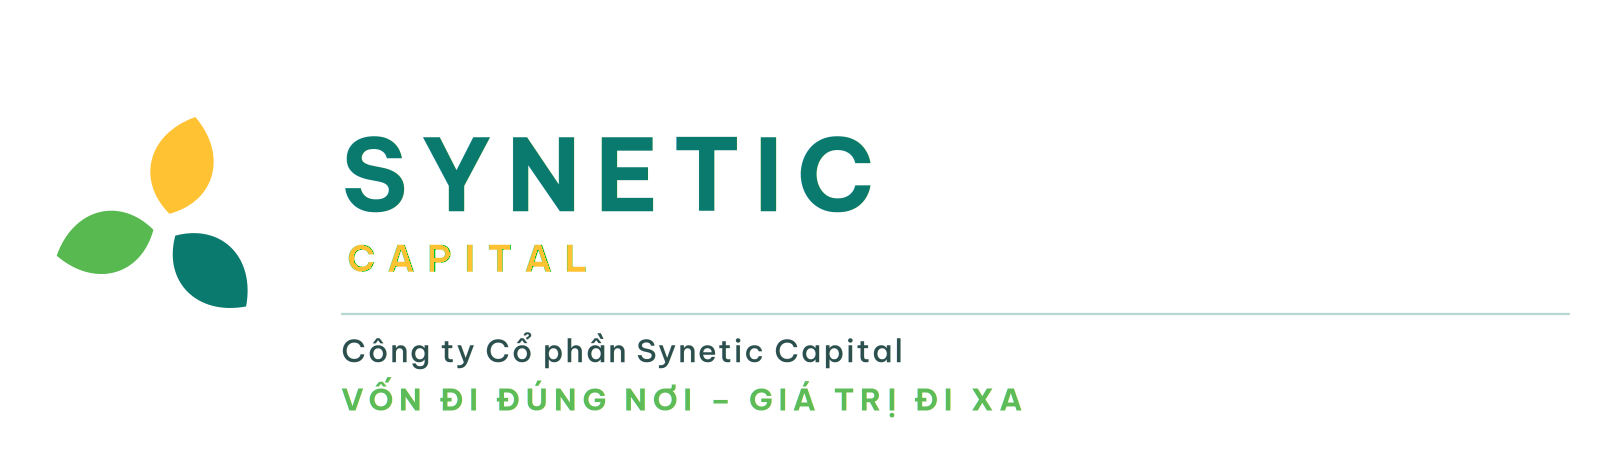 SYNETIC
CAPITAL
Công ty Cổ phần Synetic Capital
VỐN ĐI ĐÚNG NƠI – GIÁ TRỊ ĐI XA